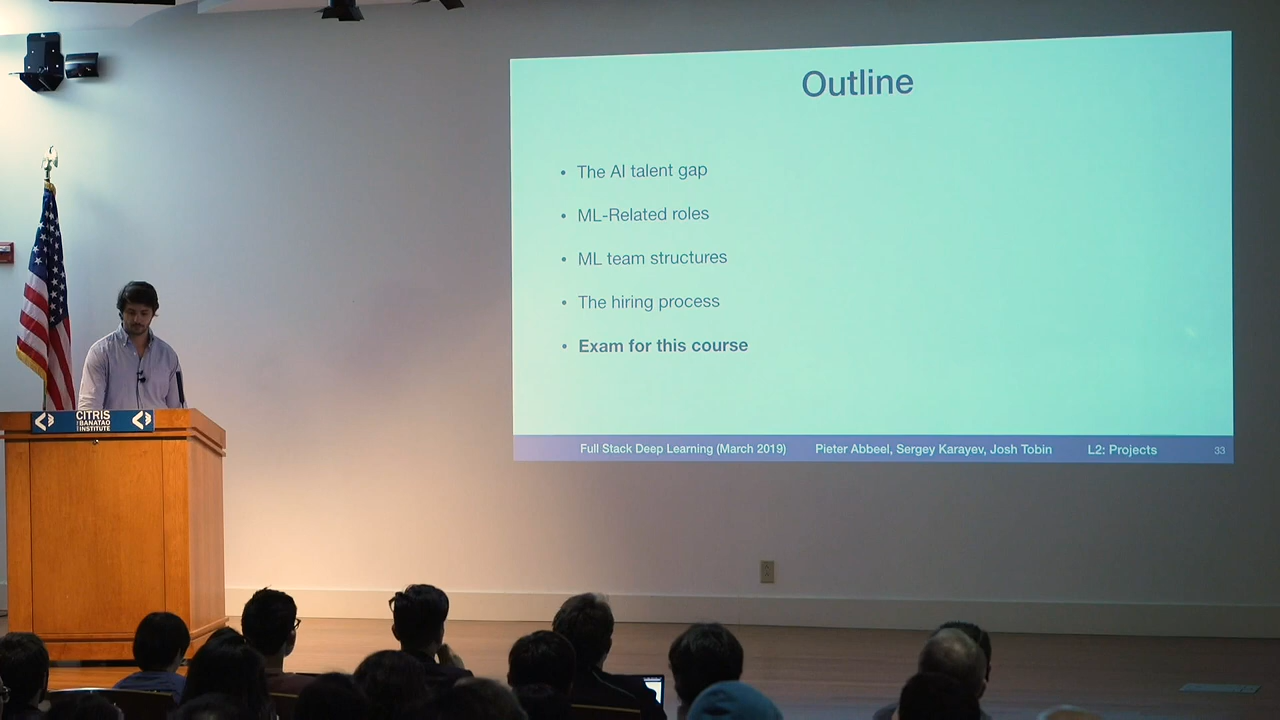 Outline
• The AI talent gap
• ML-Related roles
• ML team structures
• The hiring process
• Exam for this course
Full Stack Deep Learning (March 2019) Pieter Abbeel, Sergey Karayev, Josh Tobin L2: Projects 33
CITRIS
BANATAO
INSTITUTE